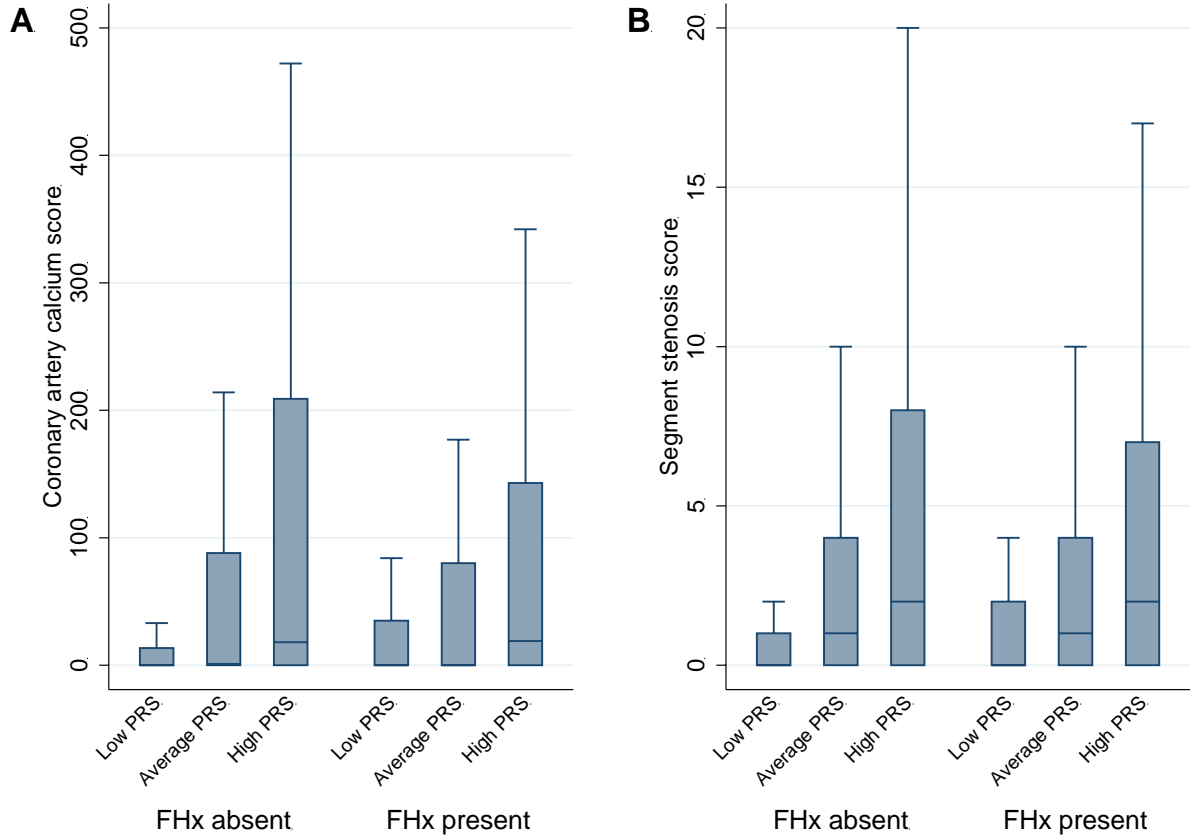 A
Coronary artery calcium score
500
400
300
200
100
0
Low PRS
Average PRS
High PRS
Low PRS
Average PRS
High PRS
FHx absent
FHx present
B
Segment stenosis score
20
15
10
5
0
Low PRS
Average PRS
High PRS
Low PRS
Average PRS
High PRS
FHx absent
FHx present